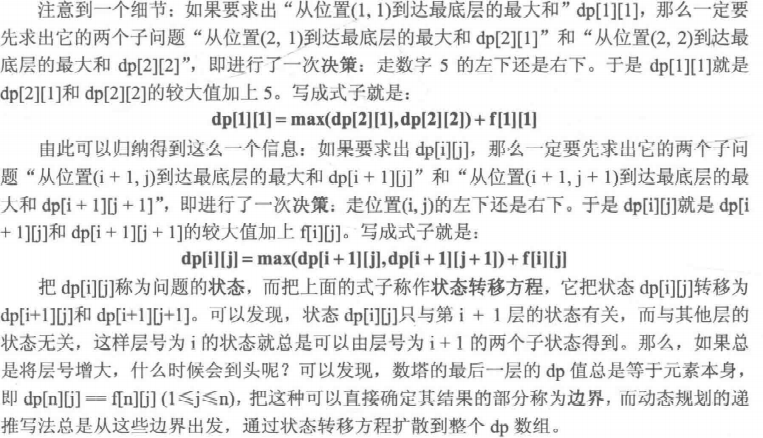 注意到一个细节：如果要求出“从位置(1, 1)到达最底层的最大和”dp[1][1]，那么一定要
先求出它的两个子问题“从位置(2, 1)到达最底层的最大和 dp[2][1]”和“从位置(2, 2)到达最
底层的最大和 dp[2][2]”，即进行了一次决策：走数字 5 的左下还是右下。于是 dp[1][1]就是
dp[2][1]和 dp[2][2]的较大值加上 5。写成式子就是：
dp[1][1] = max(dp[2][1],dp[2][2]) + f[1][1]
由此可以归纳得到这么一个信息：如果要求出 dp[i][j]，那么一定要先求出它的两个子问
题“从位置(i + 1, j)到达最底层的最大和 dp[i + 1][j]”和“从位置(i + 1, j + 1)到达最底层的最
大和 dp[i + 1][j + 1]”，即进行了一次决策：走位置(i, j)的左下还是右下。于是 dp[i][j]就是 dp[i
+ 1][j]和 dp[i + 1][j + 1]的较大值加上 f[i][j]。写成式子就是：
dp[i][j] = max(dp[i + 1][j],dp[i + 1][j + 1]) + f[i][j]
把 dp[i][j]称为问题的状态，而把上面的式子称作状态转移方程，它把状态 dp[i][j]转移为
dp[i+1][j]和 dp[i+1][j+1]。可以发现，状态 dp[i][j]只与第 i + 1 层的状态有关，而与其他层的
状态无关，这样层号为 i 的状态就总是可以由层号为 i + 1 的两个子状态得到。那么，如果总
是将层号增大，什么时候会到头呢？可以发现，数塔的最后一层的 dp 值总是等于元素本身，
即 dp[n][j] == f[n][j] (1≤j≤n)，把这种可以直接确定其结果的部分称为边界，而动态规划的递
推写法总是从这些边界出发，通过状态转移方程扩散到整个 dp 数组。